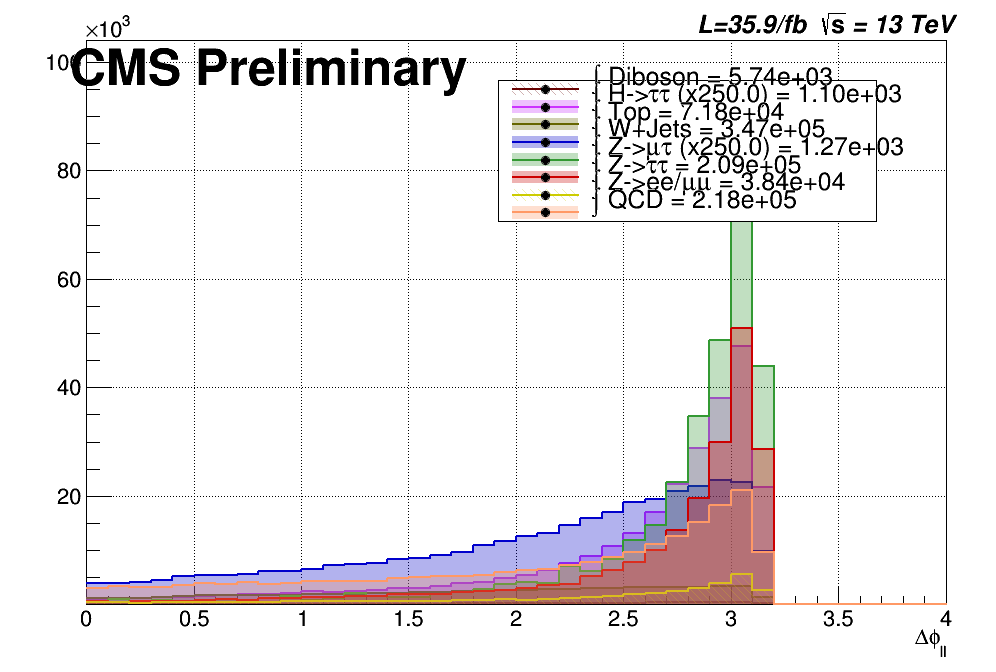 ×10³
L=35.9/fb √s = 13 TeV
CMS Preliminary
100
80
60
40
20
∫Diboson = 5.74e+03
∫H->ττ (x250.0) = 1.10e+03
∫Top = 7.18e+04
∫W+Jets = 3.47e+05
∫Z->μτ (x250.0) = 1.27e+03
∫Z->ττ = 2.09e+05
∫Z->ee/μμ = 3.84e+04
∫QCD = 2.18e+05
0 0.5 1 1.5 2 2.5 3 3.5 4
Δϕ_ll